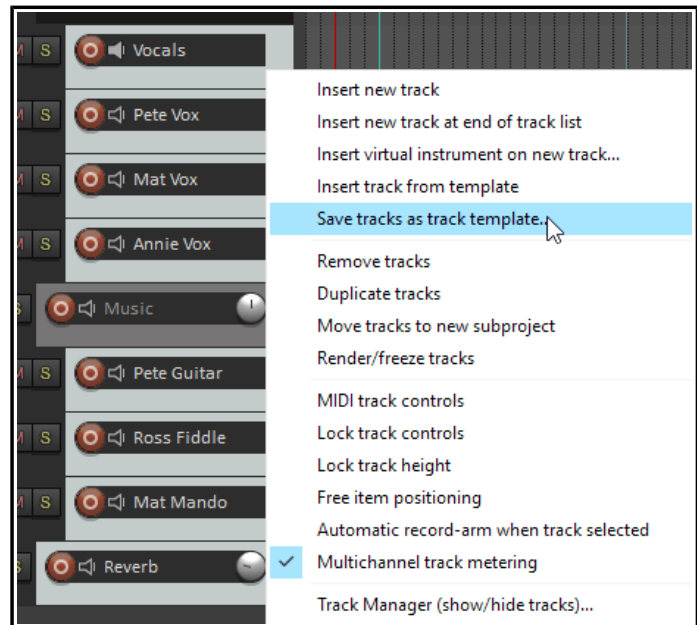 M S Vocals
M S Pete Vox
M S Mat Vox
M S Annie Vox
S Music
M S Pete Guitar
M S Ross Fiddle
M S Mat Mando
S Reverb
Insert new track
Insert new track at end of track list
Insert virtual instrument on new track...
Insert track from template
Save tracks as track template...
Remove tracks
Duplicate tracks
Move tracks to new subproject
Render/freeze tracks
MIDI track controls
Lock track controls
Lock track height
Free item positioning
Automatic record-arm when track selected
Multichannel track metering
Track Manager (show/hide tracks)...